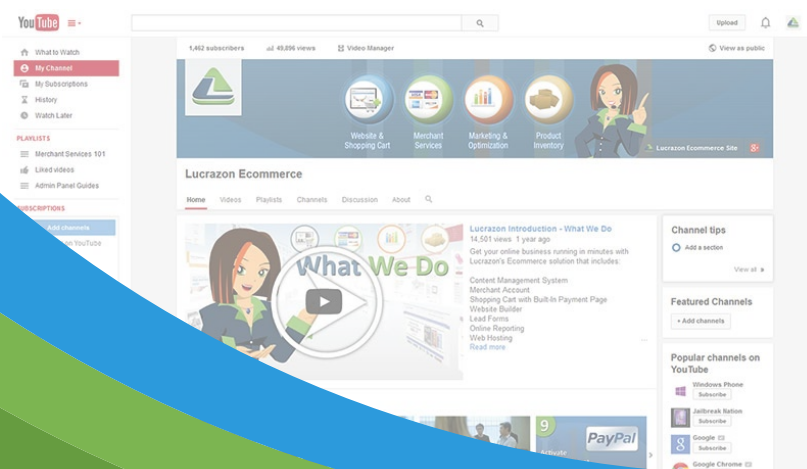 YouTube
Upload
What to Watch
My Channel
My Subscriptions
History
Watch Later
PLAYLISTS
Merchant Services 101
Liked videos
Admin Panel Guides
SUBSCRIPTIONS
Add channels
on YouTube
1,462 subscribers
49,096 views
Video Manager
View as public
Website &
Shopping Cart
Merchant
Services
Marketing &
Optimization
Product
Inventory
Lucrazon Ecommerce Site
Lucrazon Ecommerce
Home
Videos
Playlists
Channels
Discussion
About
What We Do
Lucrazon Introduction - What We Do
14,501 views 1 year ago
Get your online business running in minutes with
Lucrazon's Ecommerce solution that includes:
Content Management System
Merchant Account
Shopping Cart with Built-In Payment Page
Website Builder
Lead Forms
Online Reporting
Web Hosting
...
Read more
9
Activate
PayPal
Channel tips
Add a section
View all
Featured Channels
+ Add channels
Popular channels on
YouTube
Windows Phone
Subscribe
Jailbreak Nation
Subscribe
Google
Subscribe
Google Chrome